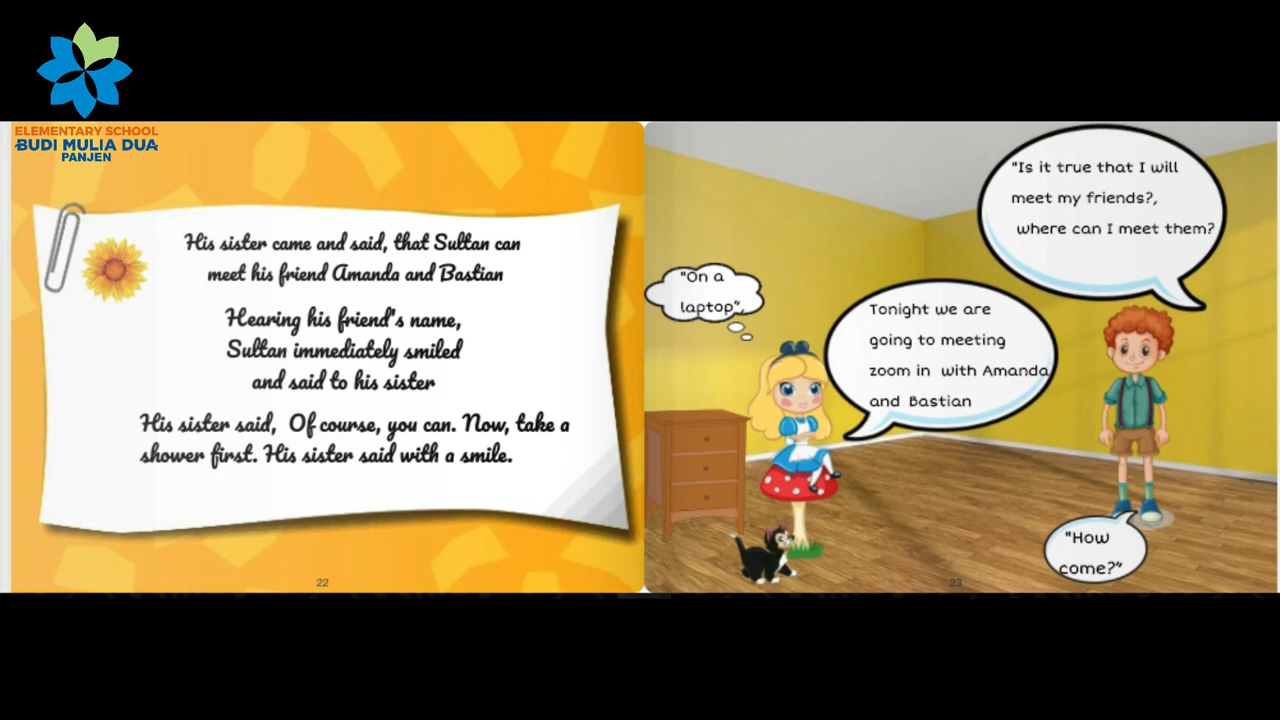 ELEMENTARY SCHOOL
BUDI MULIA DUA
PANJEN
His sister came and said, that Sultan can
meet his friend Amanda and Bastian
Hearing his friend's name,
Sultan immediately smiled
and said to his sister
His sister said, Of course, you can. Now, take a
shower first. His sister said with a smile.
22
"Is it true that I will
meet my friends?,
where can I meet them?
"On a
laptop",
Tonight we are
going to meeting
zoom in with Amanda
and Bastian
"How
come?"
23